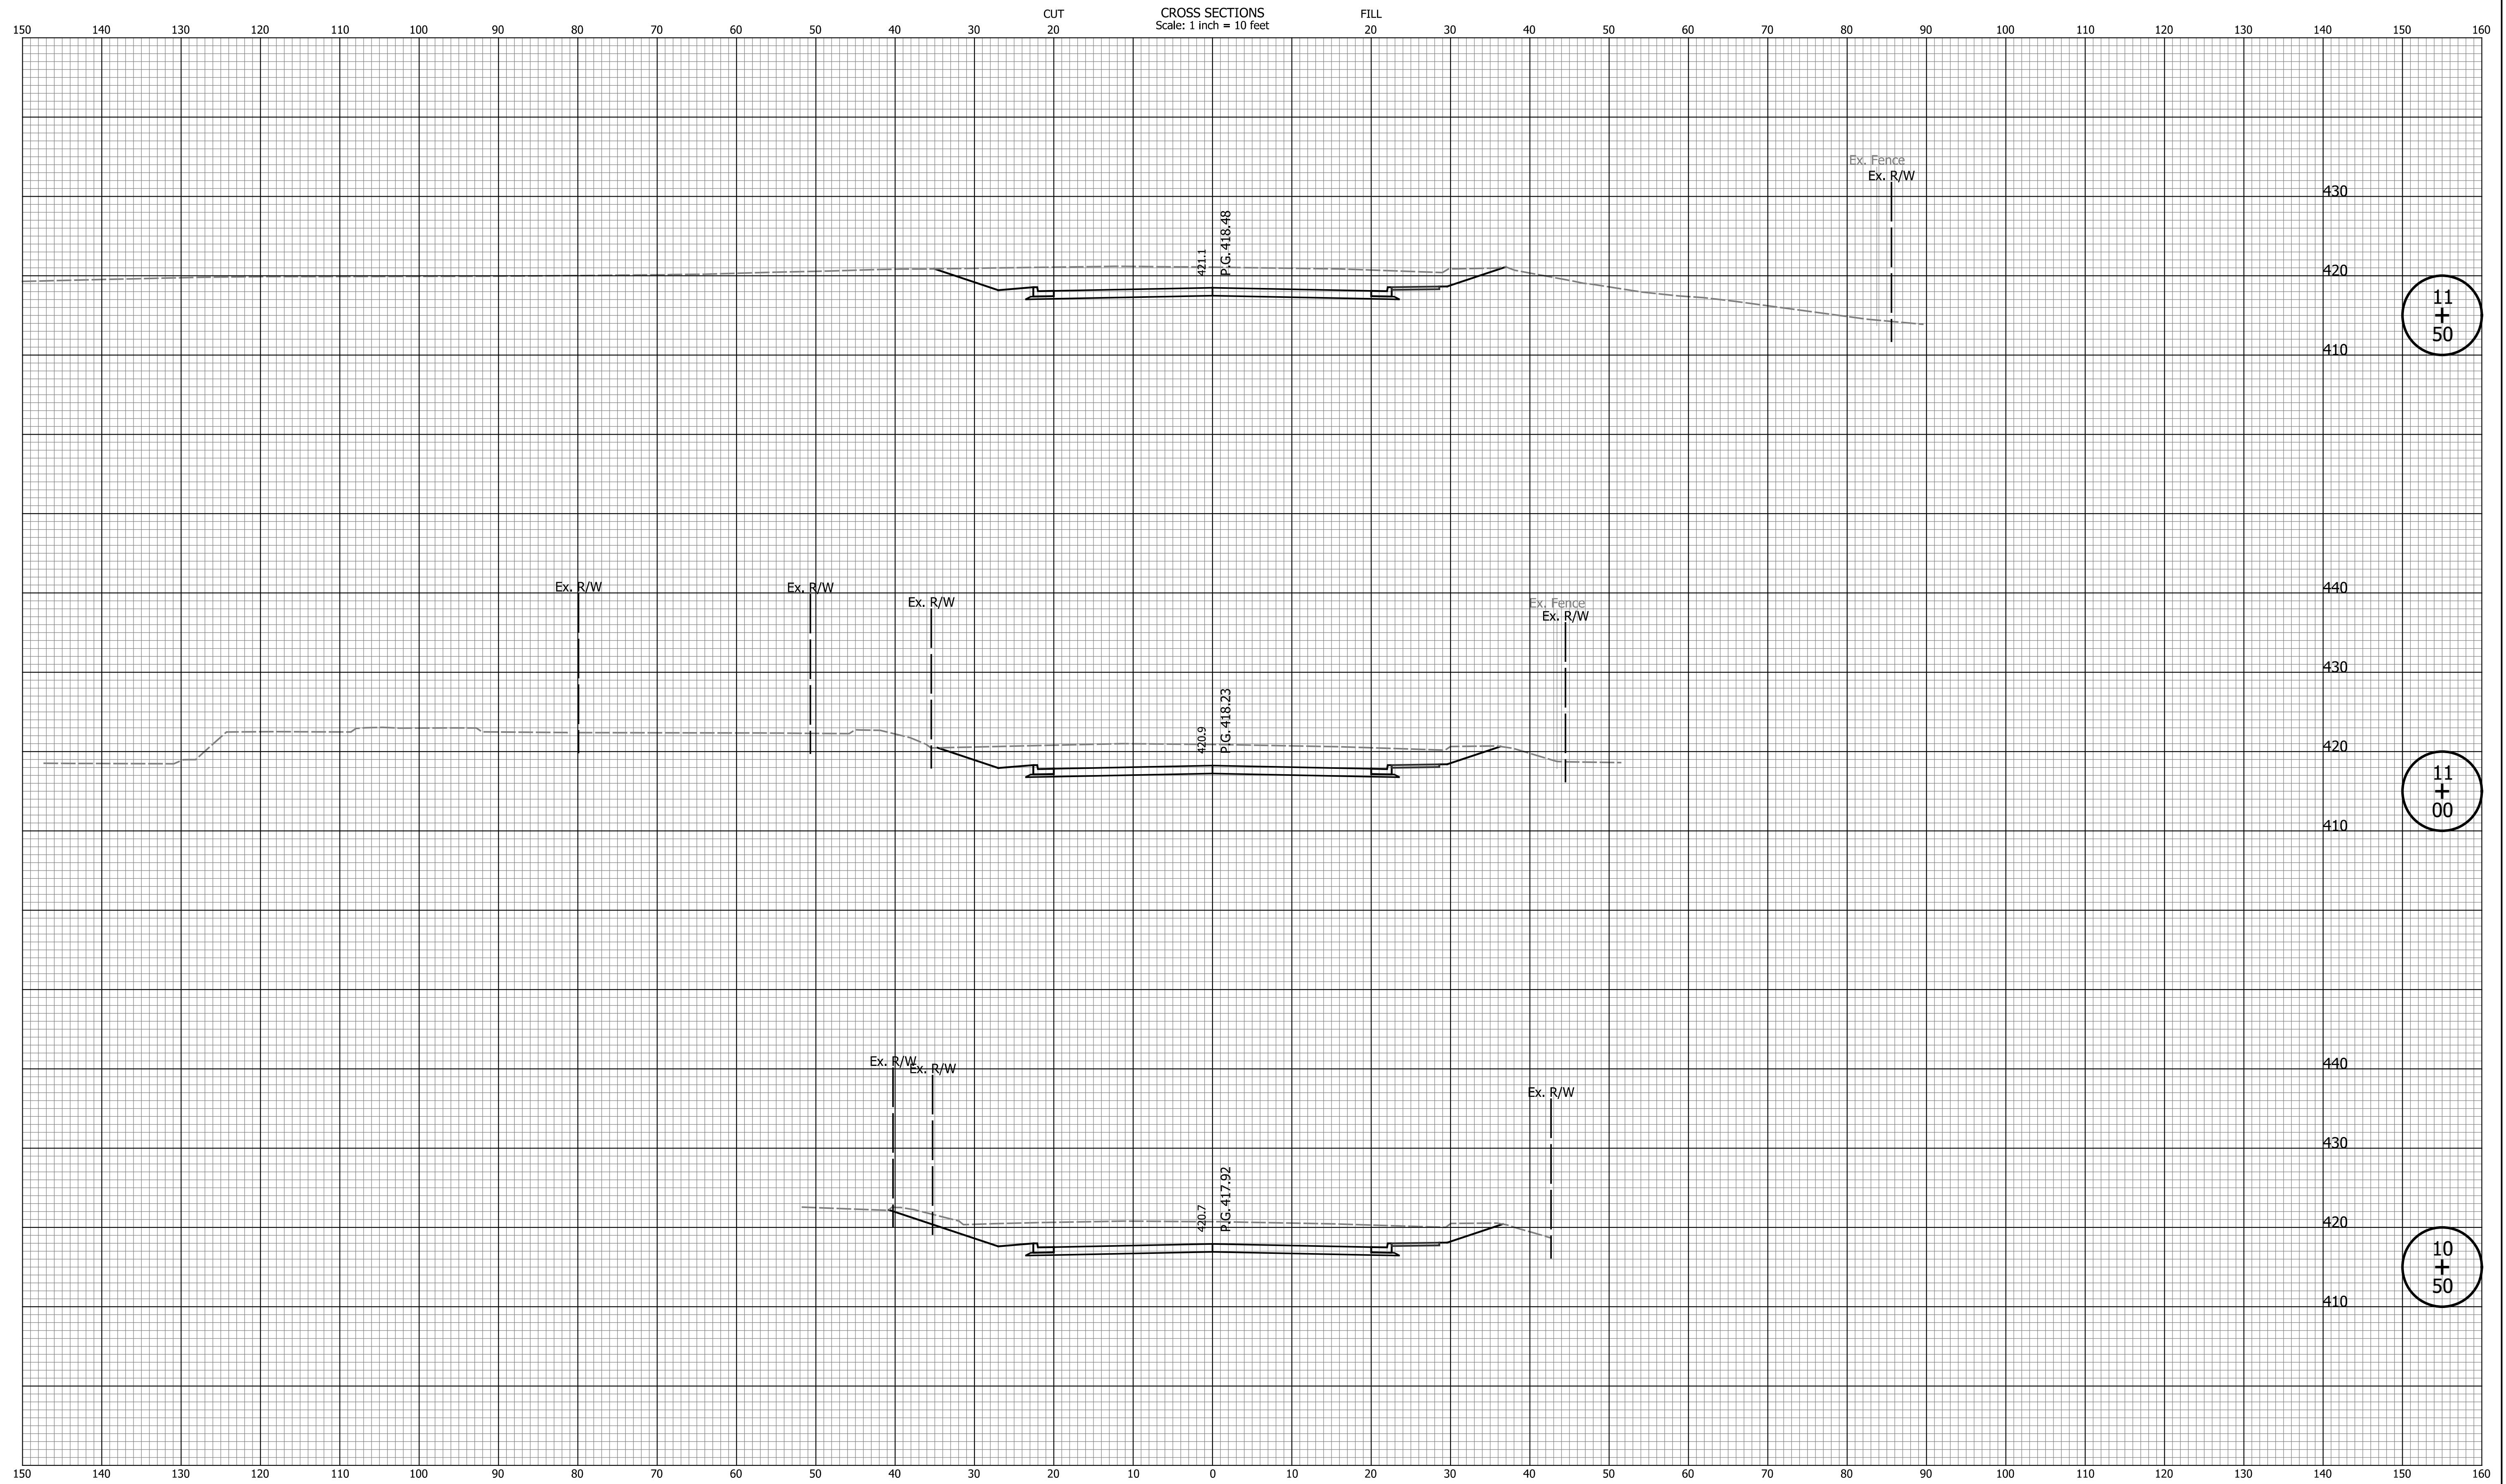 CUT CROSS SECTIONS FILL
Scale: 1 inch = 10 feet
150 140 130 120 110 100 90 80 70 60 50 40 30 20 20 30 40 50 60 70 80 90 100 110 120 130 140 150 160
Ex. Fence
Ex. R/W
430
421.1
P.G. 418.48
420
11
+
50
410
Ex. R/W
Ex. R/W
440
Ex. R/W
Ex. Fence
Ex. R/W
430
420.9
P.G. 418.23
420
11
+
00
410
Ex. R/W
Ex. R/W
440
Ex. R/W
430
420.7
P.G. 417.92
420
10
+
50
410
150 140 130 120 110 100 90 80 70 60 50 40 30 20 10 0 10 20 30 40 50 60 70 80 90 100 110 120 130 140 150 160